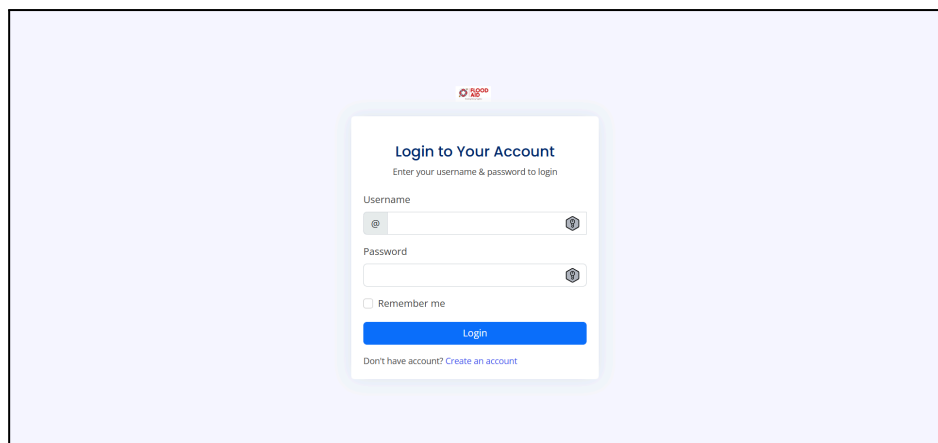 FLOOD
AID
Login to Your Account
Enter your username & password to login
Username
@
Password
Remember me
Login
Don't have account? Create an account